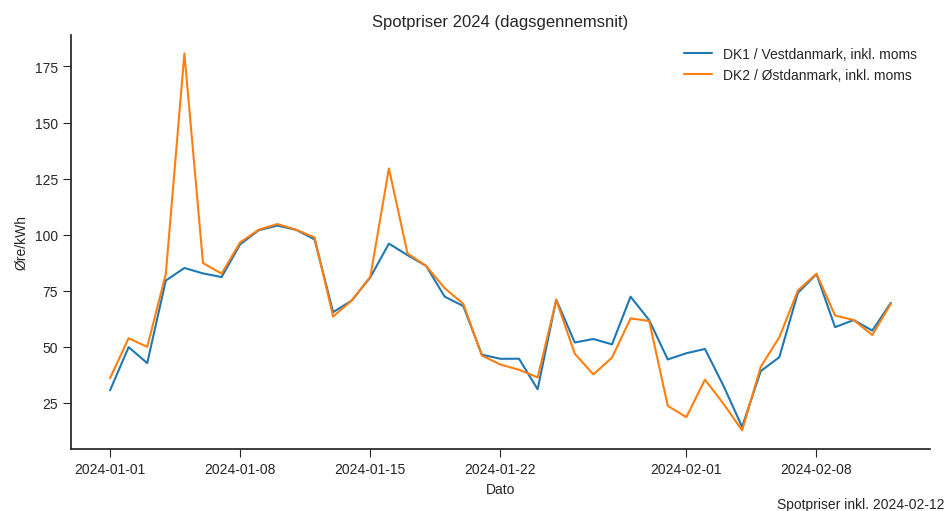 Spotpriser 2024 (dagsgennemsnit)
DK1 / Vestdanmark, inkl. moms
DK2 / Østdanmark, inkl. moms
Øre/kWh
175
150
125
100
75
50
25
2024-01-01
2024-01-08
2024-01-15
2024-01-22
2024-02-01
2024-02-08
Dato
Spotpriser inkl. 2024-02-12